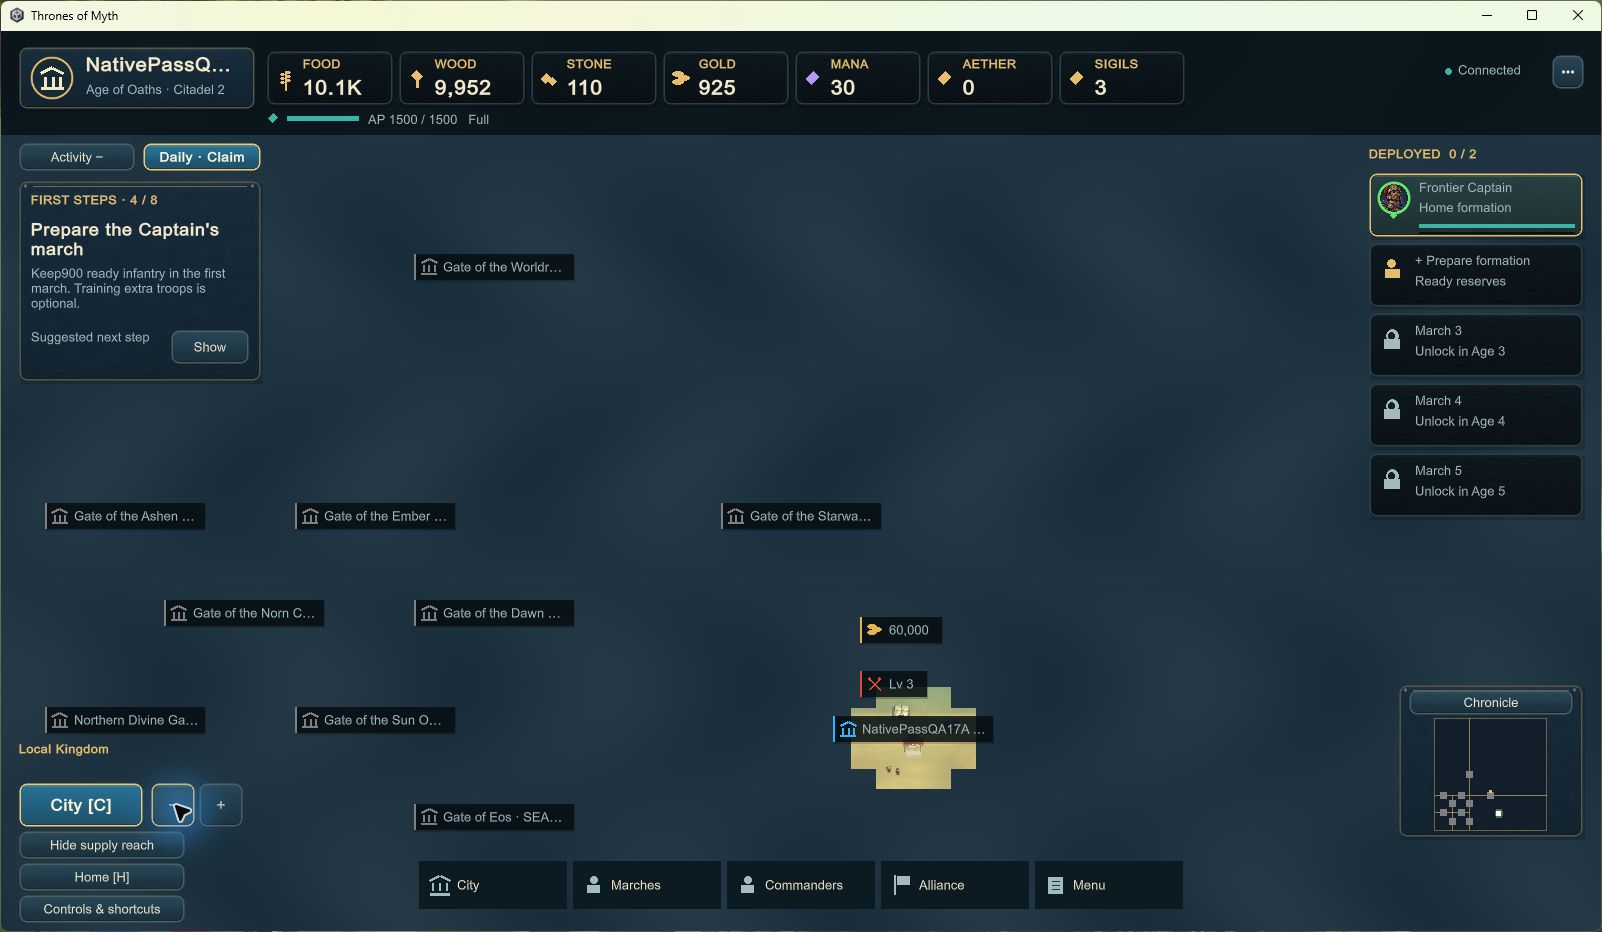 Thrones of Myth
NativePassQ...
Age of Oaths · Citadel 2
FOOD
10.1K
WOOD
9,952
STONE
110
GOLD
925
MANA
30
AETHER
0
SIGILS
3
Connected
AP 1500 / 1500 Full
Activity −
Daily · Claim
FIRST STEPS · 4 / 8
Prepare the Captain's
march
Keep900 ready infantry in the first
march. Training extra troops is
optional.
Suggested next step
Show
DEPLOYED 0 / 2
Frontier Captain
Home formation
+ Prepare formation
Ready reserves
March 3
Unlock in Age 3
March 4
Unlock in Age 4
March 5
Unlock in Age 5
Gate of the Worldr...
Gate of the Ashen ...
Gate of the Ember ...
Gate of the Starwa...
Gate of the Norn C...
Gate of the Dawn ...
60,000
Lv 3
Northern Divine Ga...
Gate of the Sun O...
NativePassQA17A ...
Gate of Eos · SEA...
Local Kingdom
City [C]
+
Hide supply reach
Home [H]
Controls & shortcuts
Chronicle
City
Marches
Commanders
Alliance
Menu